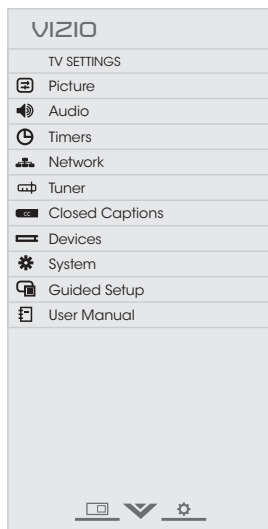 VIZIO
TV SETTINGS
Picture
Audio
Timers
Network
Tuner
CC Closed Captions
Devices
System
Guided Setup
User Manual